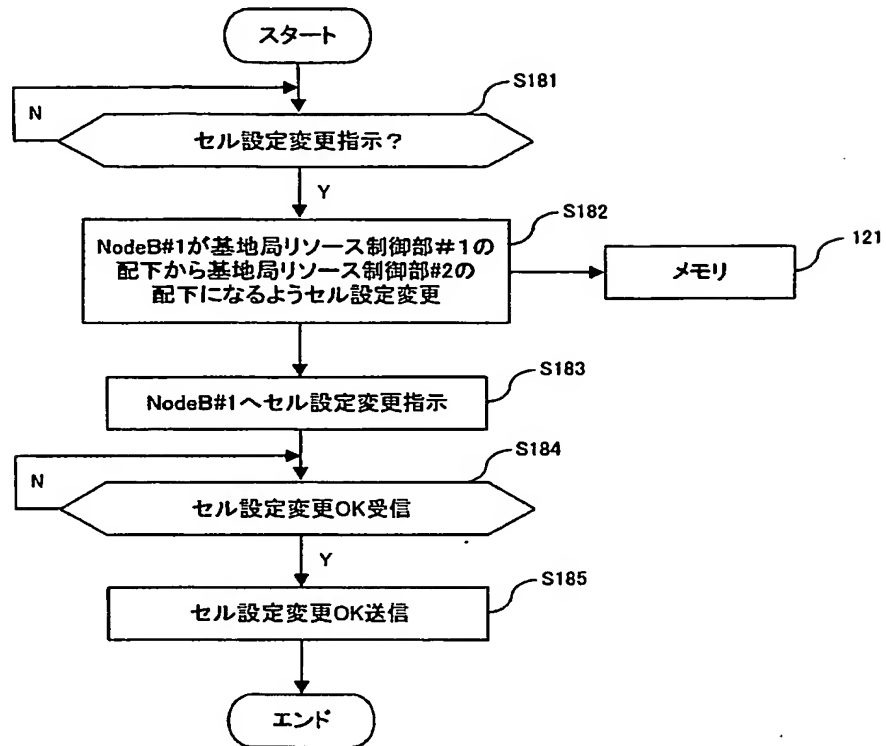 スタート
S181
N
セル設定変更指示?
Y
S182
NodeB#1が基地局リソース制御部#1の
配下から基地局リソース制御部#2の
配下になるようセル設定変更
121
メモリ
S183
NodeB#1へセル設定変更指示
S184
N
セル設定変更OK受信
Y
S185
セル設定変更OK送信
エンド